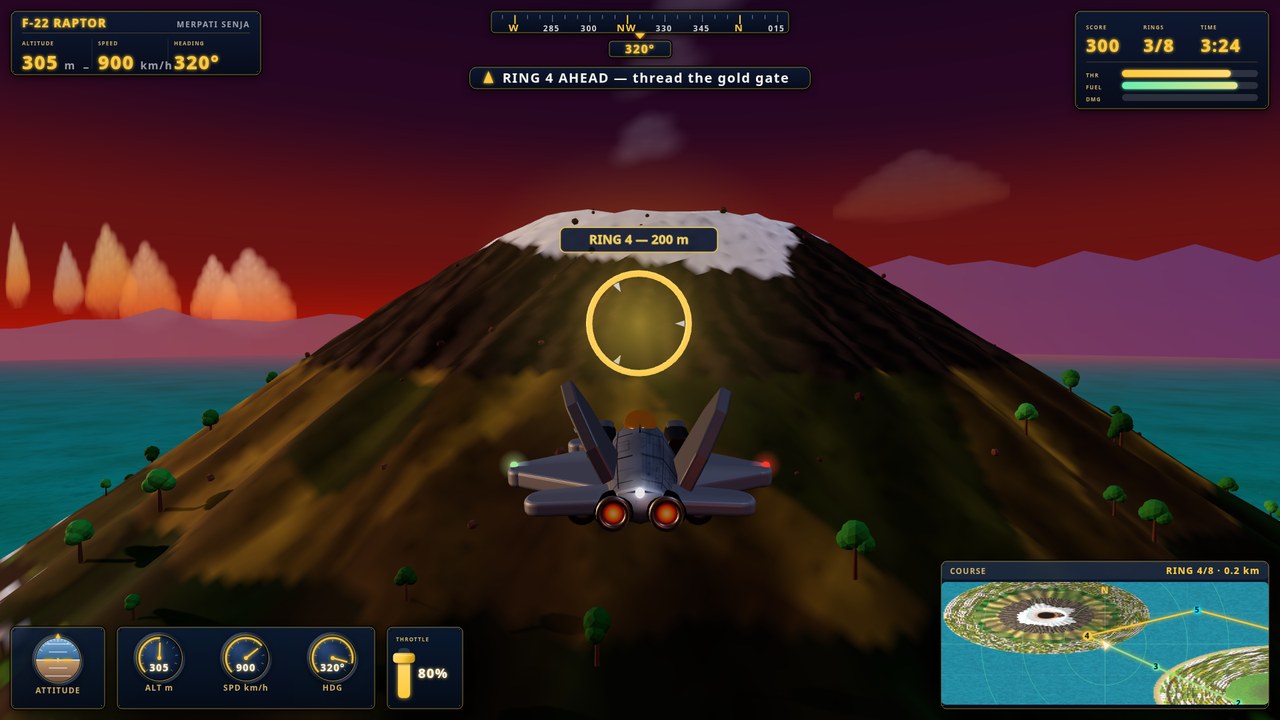 F-22 RAPTOR MERPATI SENJA
ALTITUDE SPEED HEADING
305 m – 900 km/h 320°
W 285 300 NW 330 345 N 015
320°
RING 4 AHEAD — thread the gold gate
SCORE RINGS TIME
300 3/8 3:24
THR
FUEL
DMG
RING 4 — 200 m
ATTITUDE
305 900 320°
ALT m SPD km/h HDG
THROTTLE
80%
COURSE RING 4/8 · 0.2 km
N
5
4
3
2